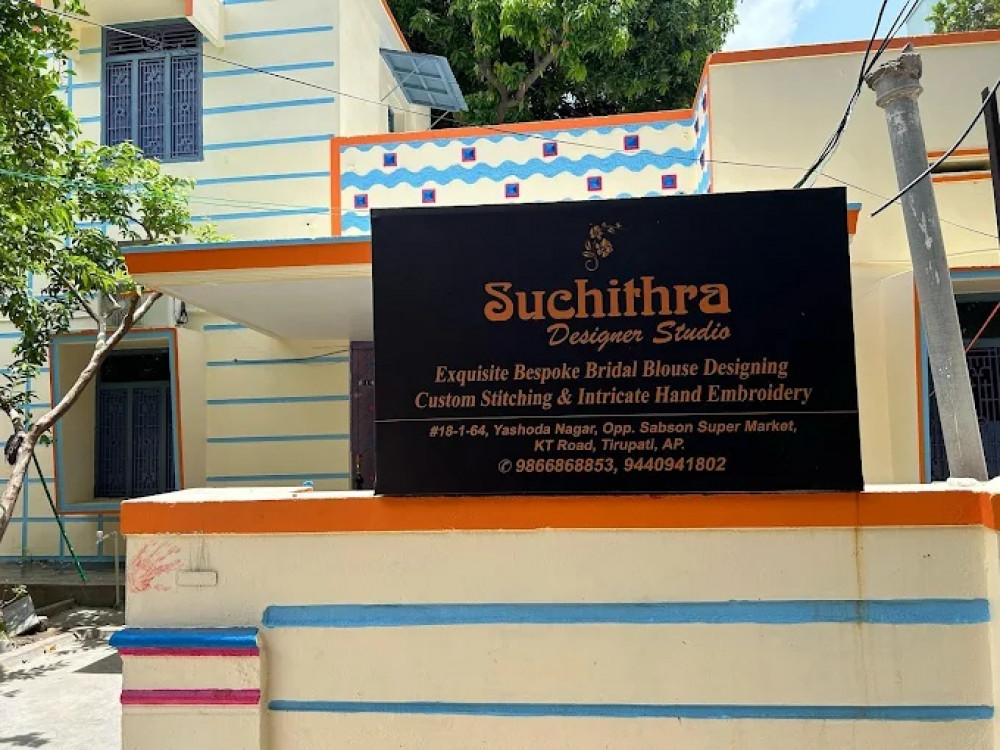 Suchithra
Designer Studio
Exquisite Bespoke Bridal Blouse Designing
Custom Stitching & Intricate Hand Embroidery
#18-1-64, Yashoda Nagar, Opp. Sabson Super Market,
KT Road, Tirupati, AP.
✆ 9866868853, 9440941802